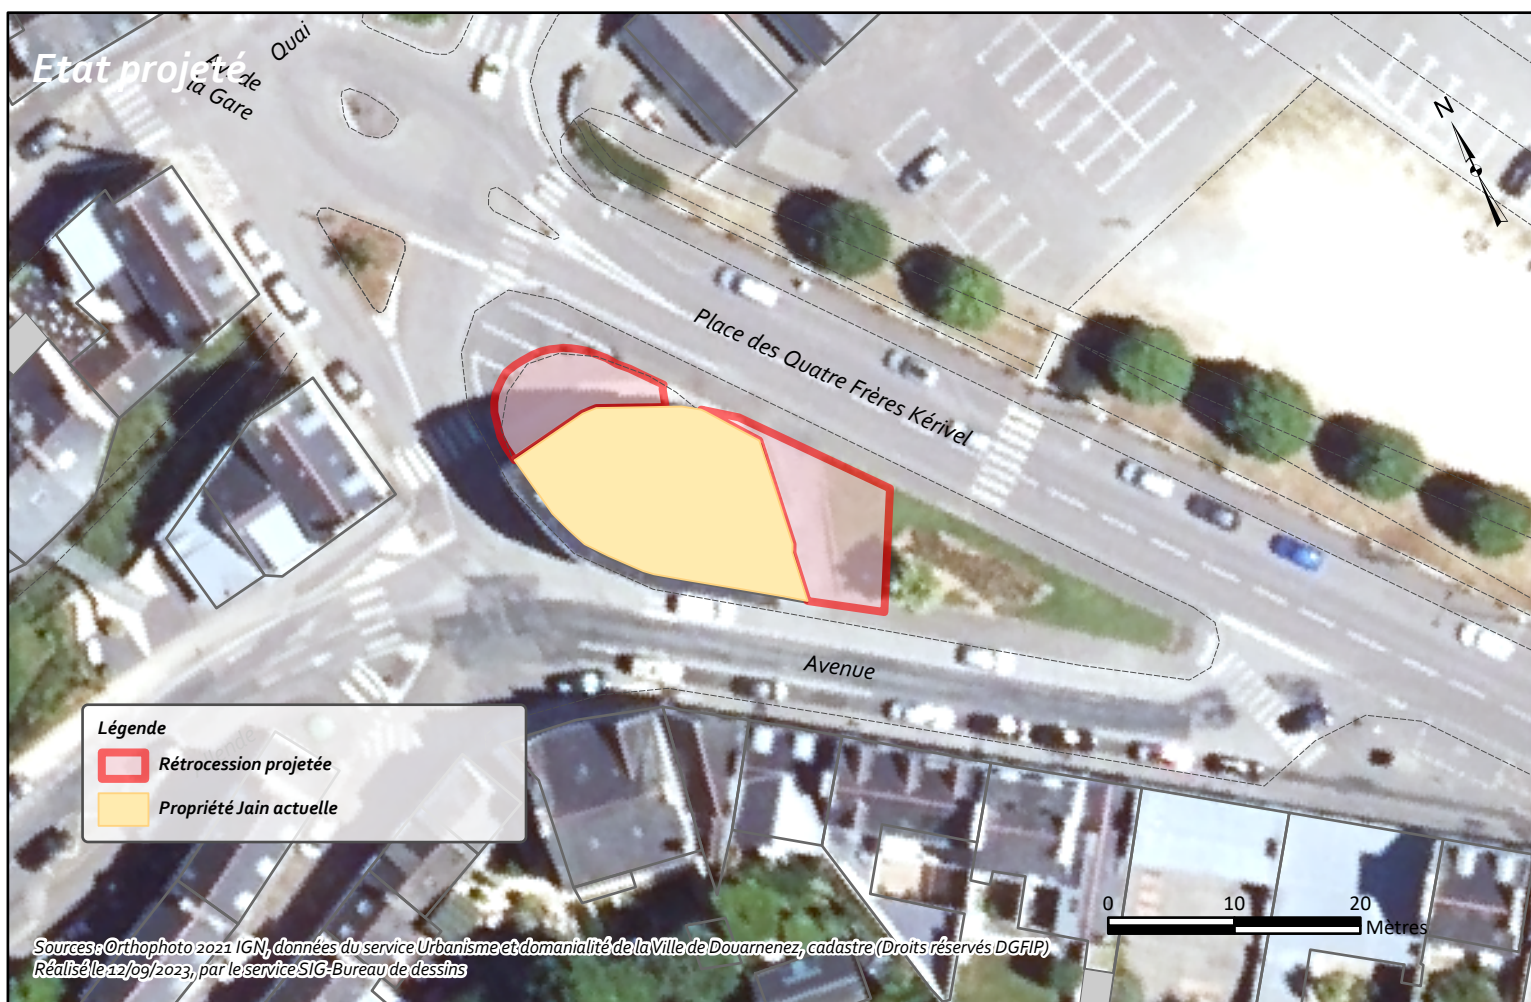 Etat projeté
Quai
Av. de
la Gare
N
Place des Quatre Frères Kérivel
Avenue
Légende
Rétrocession projetée
Propriété Jain actuelle
0 10 20
Mètres
Sources : Orthophoto 2021 IGN, données du service Urbanisme et domanialité de la Ville de Douarnenez, cadastre (Droits réservés DGFIP)
Réalisé le 12/09/2023, par le service SIG-Bureau de dessins